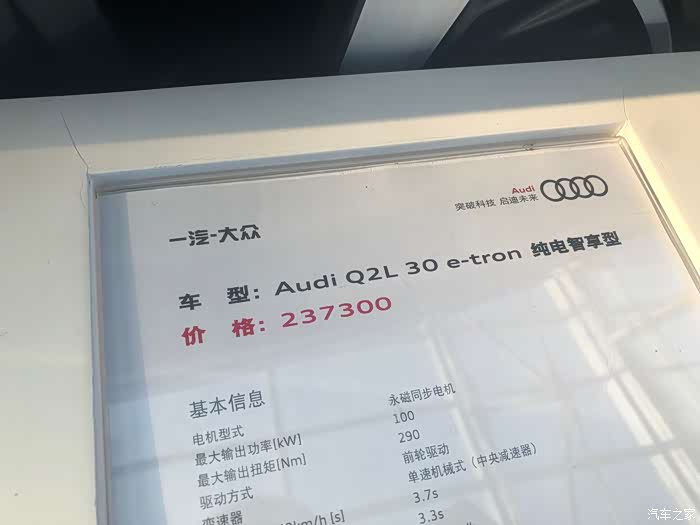 Audi
突破科技 启迪未来
一汽-大众
车 型：Audi Q2L 30 e-tron 纯电智享型
价 格：237300
基本信息
电机型式 永磁同步电机
最大输出功率[kW] 100
最大输出扭矩[Nm] 290
驱动方式 前轮驱动
变速器 单速机械式（中央减速器）
km/h [s] 3.7s
3.3s
汽车之家